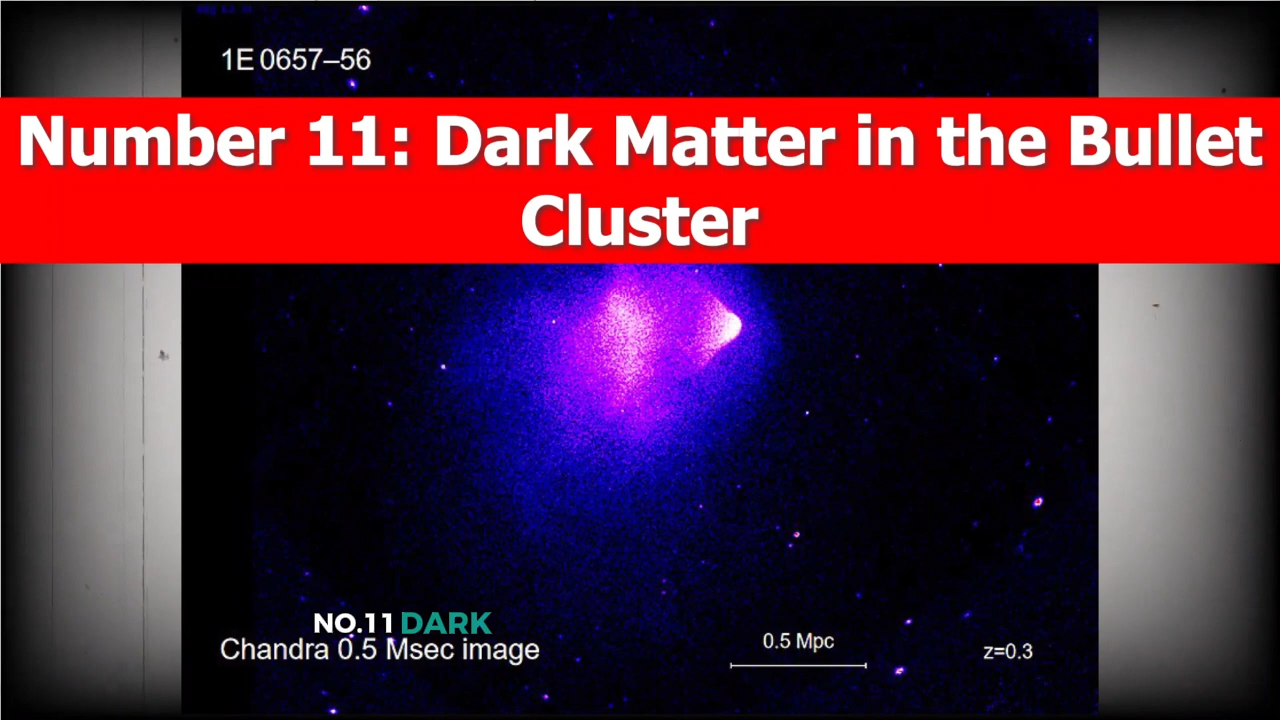 1E 0657–56
Number 11: Dark Matter in the Bullet
Cluster
NO.11 DARK
Chandra 0.5 Msec image
0.5 Mpc
z=0.3